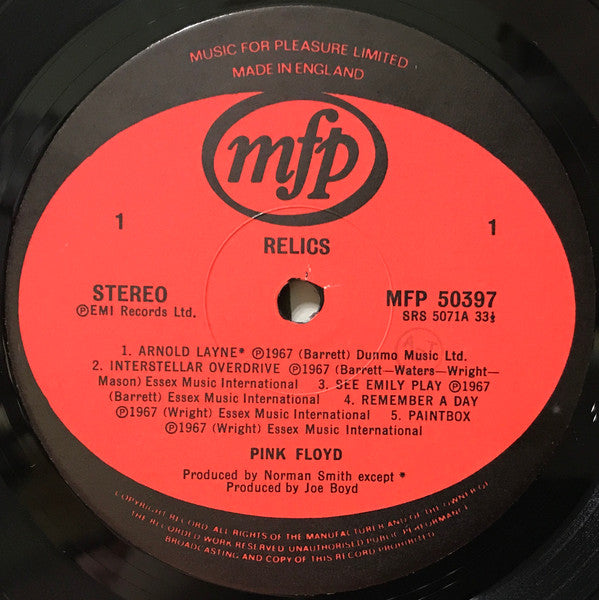 MUSIC FOR PLEASURE LIMITED
MADE IN ENGLAND
mfp
1
1
RELICS
STEREO
℗EMI Records Ltd.
MFP 50397
SRS 5071A 33⅓
1. ARNOLD LAYNE* ℗1967 (Barrett) Dunmo Music Ltd.
2. INTERSTELLAR OVERDRIVE ℗1967 (Barrett—Waters—Wright—
Mason) Essex Music International 3. SEE EMILY PLAY ℗1967
(Barrett) Essex Music International 4. REMEMBER A DAY
℗1967 (Wright) Essex Music International 5. PAINTBOX
℗1967 (Wright) Essex Music International
PINK FLOYD
Produced by Norman Smith except *
Produced by Joe Boyd
COPYRIGHT RECORD. ALL RIGHTS OF THE MANUFACTURER AND OF THE OWNER OF
THE RECORDED WORK RESERVED UNAUTHORISED PUBLIC PERFORMANCE
BROADCASTING AND COPY OF THIS RECORD PROHIBITED